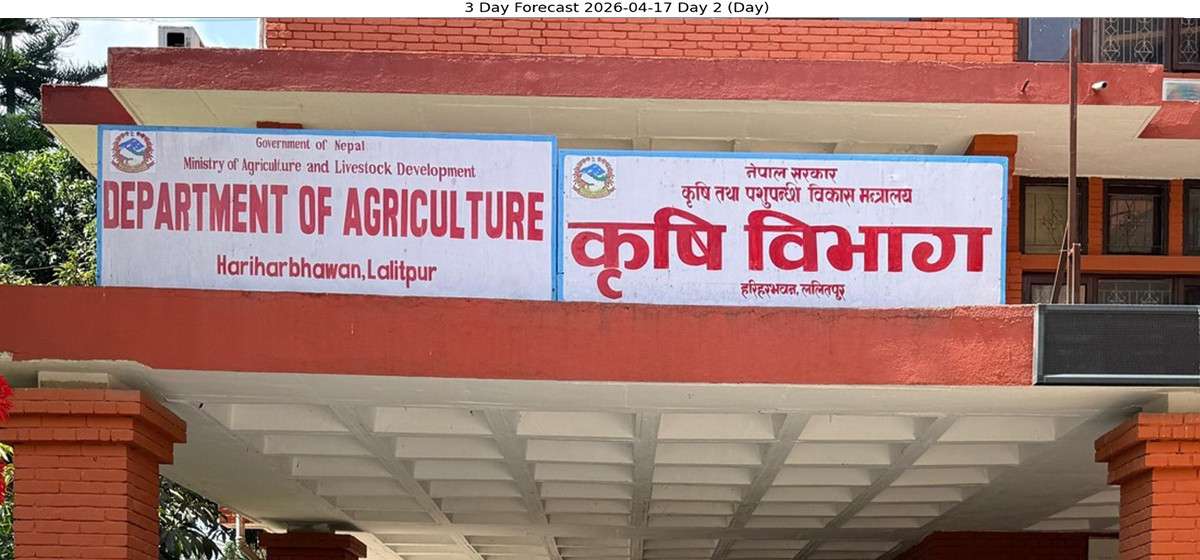 3 Day Forecast 2026-04-17 Day 2 (Day)
Government of Nepal
Ministry of Agriculture and Livestock Development
DEPARTMENT OF AGRICULTURE
Hariharbhawan, Lalitpur
नेपाल सरकार
कृषि तथा पशुपन्छी विकास मन्त्रालय
कृषि विभाग
हरिहरभवन, ललितपुर